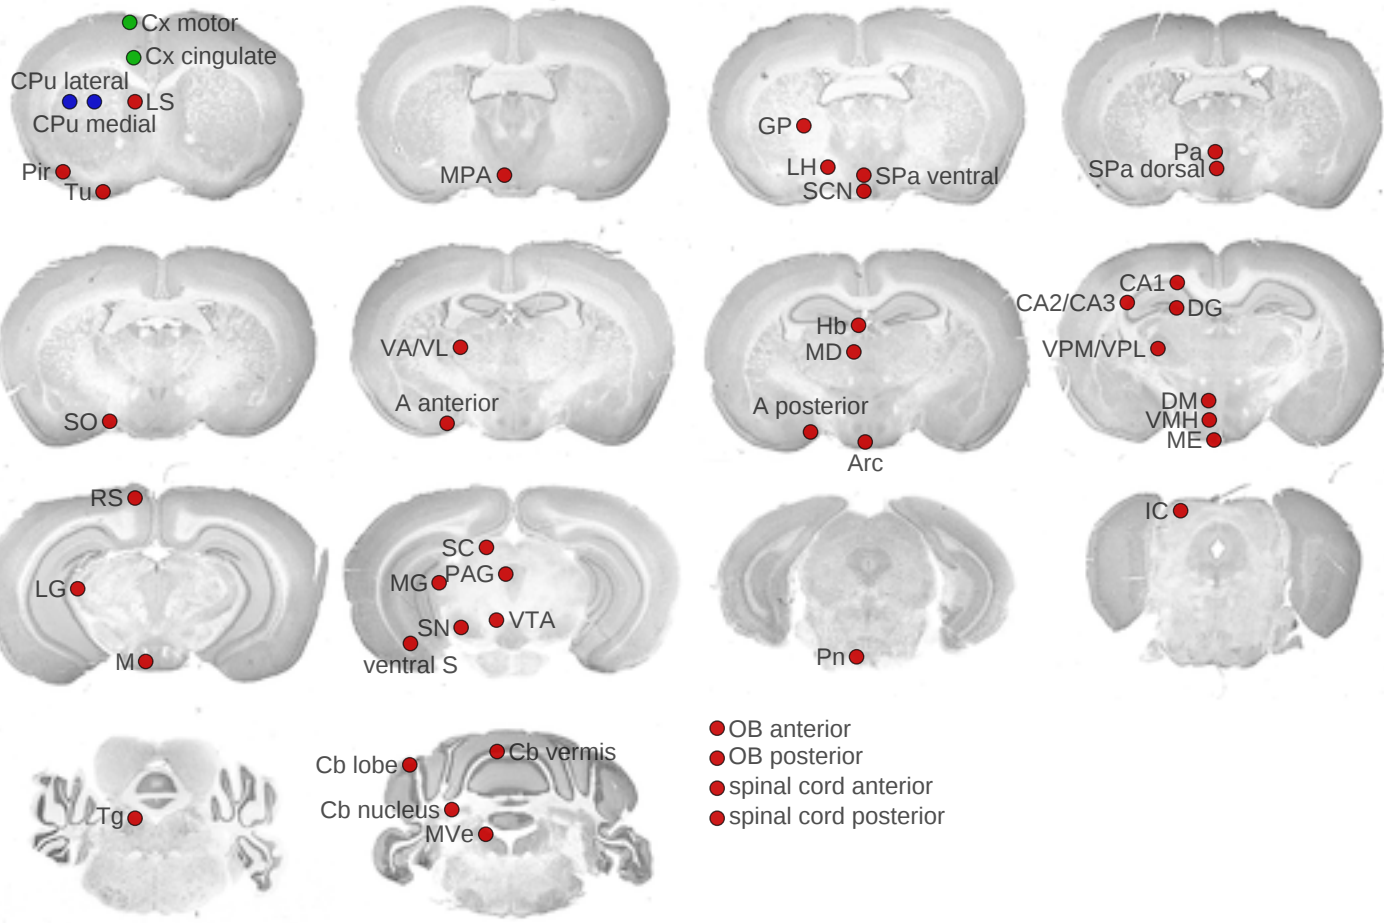 Cx motor
Cx cingulate
CPu lateral
LS
CPu medial
Pir
Tu
MPA
GP
LH
SPa ventral
SCN
Pa
SPa dorsal
SO
VA/VL
A anterior
Hb
MD
A posterior
Arc
CA1
CA2/CA3
DG
VPM/VPL
DM
VMH
ME
RS
LG
M
SC
MG
PAG
SN
VTA
ventral S
Pn
IC
Tg
Cb vermis
Cb lobe
Cb nucleus
MVe
OB anterior
OB posterior
spinal cord anterior
spinal cord posterior